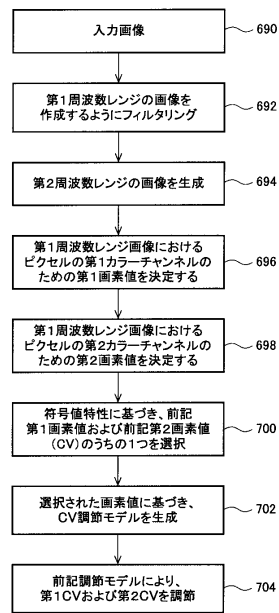 入力画像
690
第1周波数レンジの画像を
作成するようにフィルタリング
692
第2周波数レンジの画像を生成
694
第1周波数レンジ画像における
ピクセルの第1カラーチャンネルの
ための第1画素値を決定する
696
第1周波数レンジ画像における
ピクセルの第2カラーチャンネルの
ための第2画素値を決定する
698
符号値特性に基づき、前記
第1画素値および前記第2画素値
(CV)のうちの1つを選択
700
選択された画素値に基づき、
CV調節モデルを生成
702
前記調節モデルにより、
第1CVおよび第2CVを調節
704